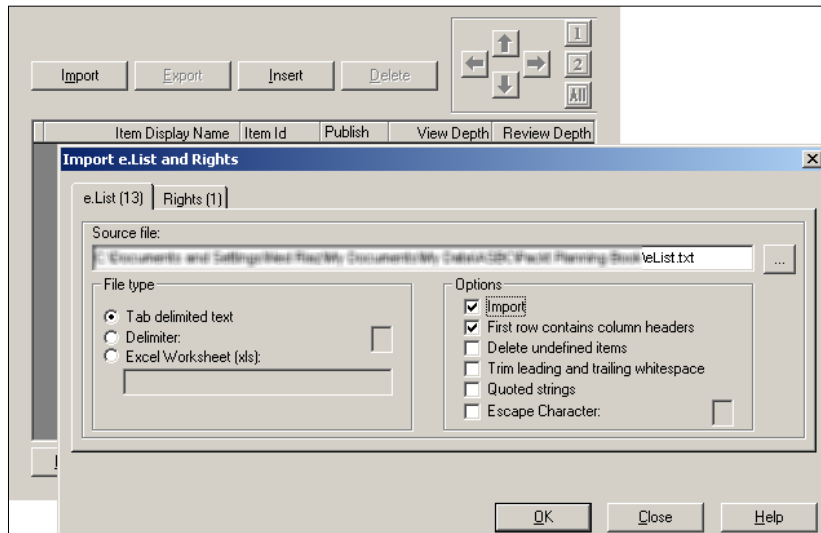 1
Import Export Insert Delete 2
All
Item Display Name Item Id Publish View Depth Review Depth
Import e.List and Rights
e.List (13) Rights (1)
Source file:
\eList.txt ...
File type Options
Import
Tab delimited text First row contains column headers
Delimiter: Delete undefined items
Excel Worksheet (xls): Trim leading and trailing whitespace
Quoted strings
Escape Character:
OK Close Help